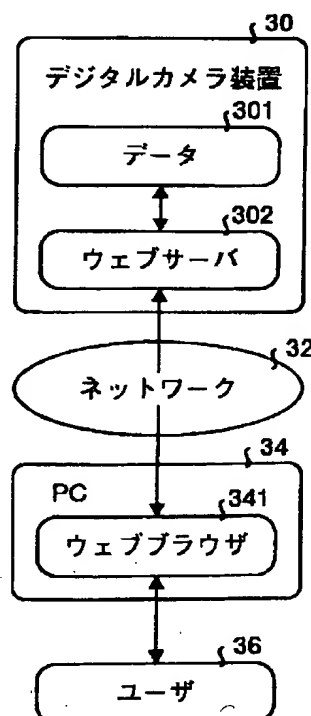 30
デジタルカメラ装置
301
データ
302
ウェブサーバ
32
ネットワーク
34
PC
341
ウェブブラウザ
36
ユーザ